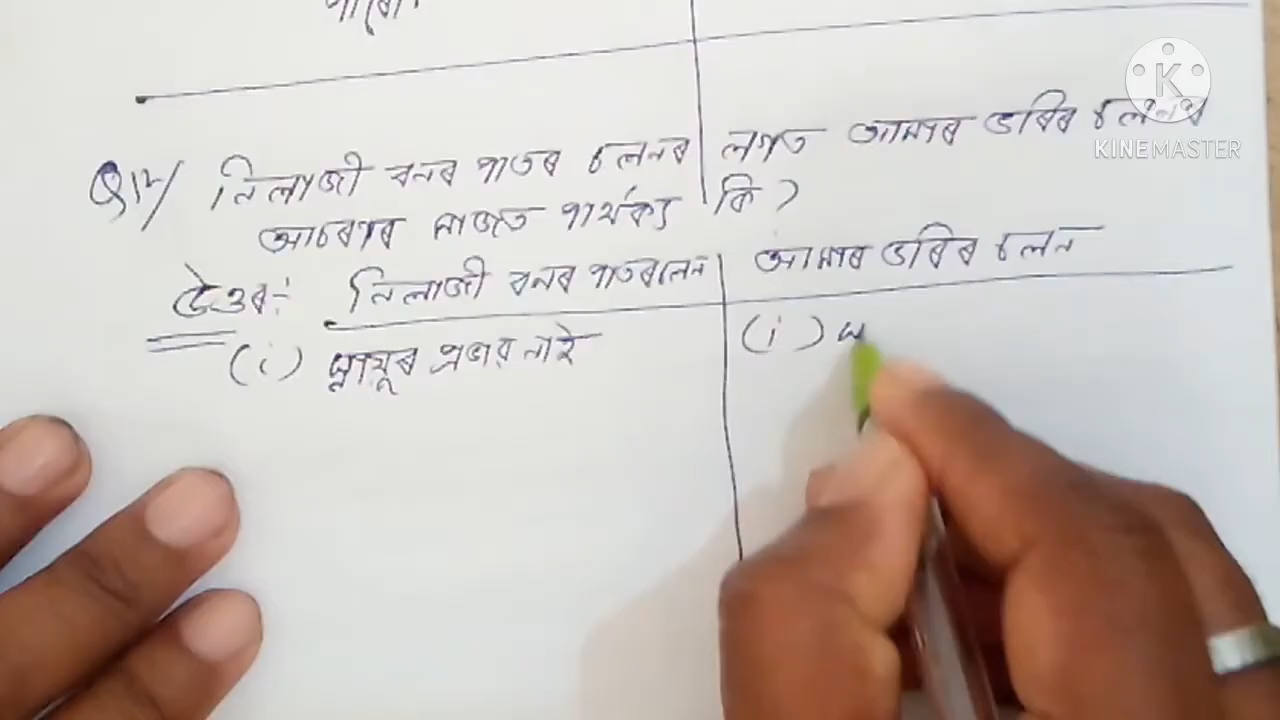 পাৰো।
K
KINEMASTER
Q12/ নিলাজী বনৰ পাতৰ চলনৰ লগত আমাৰ ভৰিৰ চলনৰ
আচৰণৰ মাজত পাৰ্থক্য কি ?
উত্তৰঃ নিলাজী বনৰ পাতৰ চলন আমাৰ ভৰিৰ চলন
(i) স্নায়ুৰ প্ৰভাৱ নাই (i)